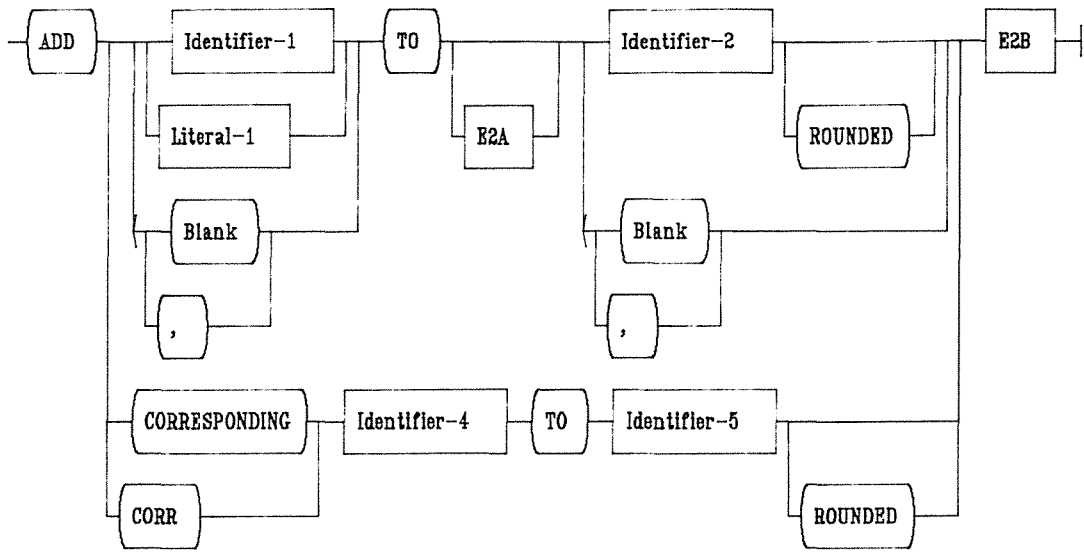 ADD Identifier-1 TO Identifier-2 E2B
Literal-1 E2A ROUNDED
Blank Blank
, ,
CORRESPONDING Identifier-4 TO Identifier-5
CORR ROUNDED